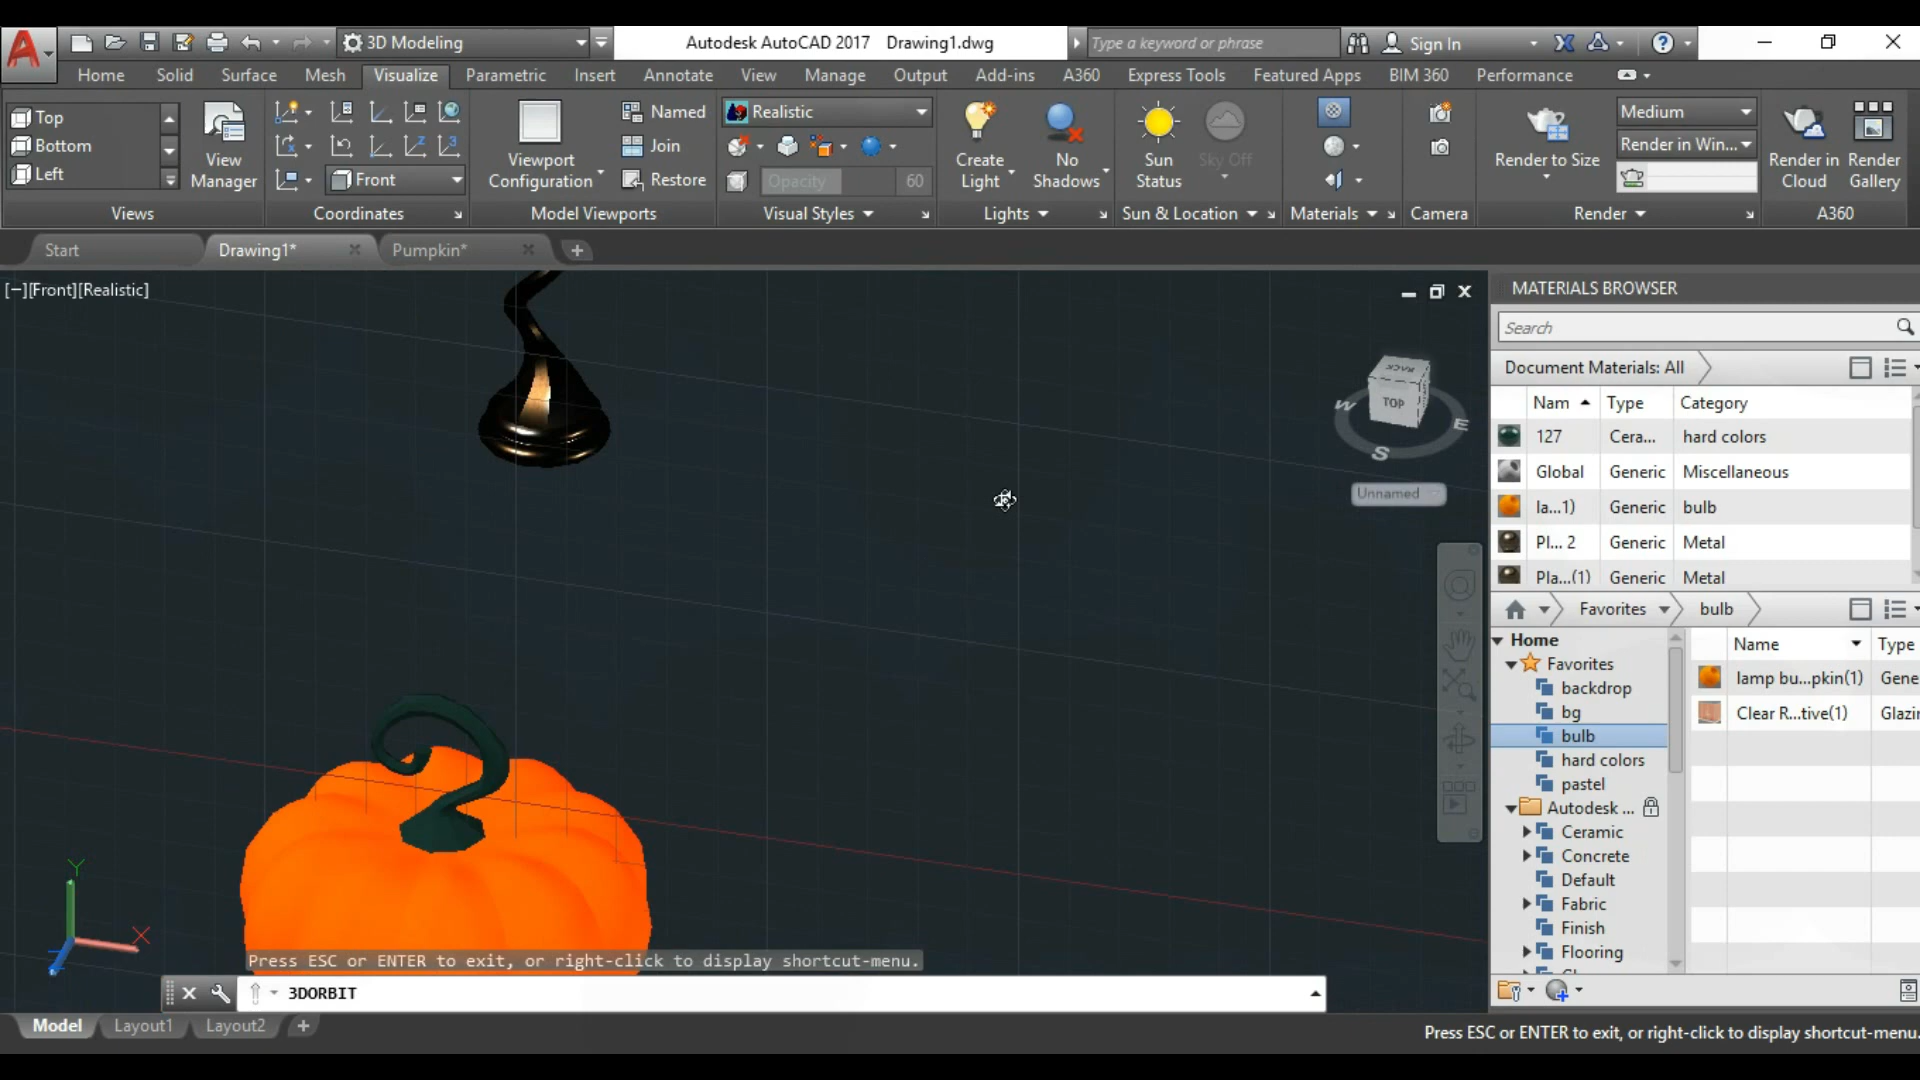 3D Modeling
Autodesk AutoCAD 2017 Drawing1.dwg
Type a keyword or phrase
Sign In
Home Solid Surface Mesh Visualize Parametric Insert Annotate View Manage Output Add-ins A360 Express Tools Featured Apps BIM 360 Performance
Top
Bottom
Left
View Manager
Front
Viewport Configuration
Named
Join
Restore
Realistic
Opacity 60
Create Light
No Shadows
Sun Status
Sky Off
Render to Size
Medium
Render in Win...
Render in Cloud
Render Gallery
Views Coordinates Model Viewports Visual Styles Lights Sun & Location Materials Camera Render A360
Start Drawing1* Pumpkin*
[−][Front][Realistic]
BACK
TOP
W
E
S
Unnamed
MATERIALS BROWSER
Search
Document Materials: All
Nam Type Category
127 Cera... hard colors
Global Generic Miscellaneous
la...1) Generic bulb
Pl... 2 Generic Metal
Pla...(1) Generic Metal
Favorites bulb
Home
Favorites
backdrop
bg
bulb
hard colors
pastel
Autodesk ...
Ceramic
Concrete
Default
Fabric
Finish
Flooring
Name Type
lamp bu...pkin(1) Gene
Clear R...tive(1) Glazi
Y
X
Z
Press ESC or ENTER to exit, or right-click to display shortcut-menu.
3DORBIT
Model Layout1 Layout2
Press ESC or ENTER to exit, or right-click to display shortcut-menu.